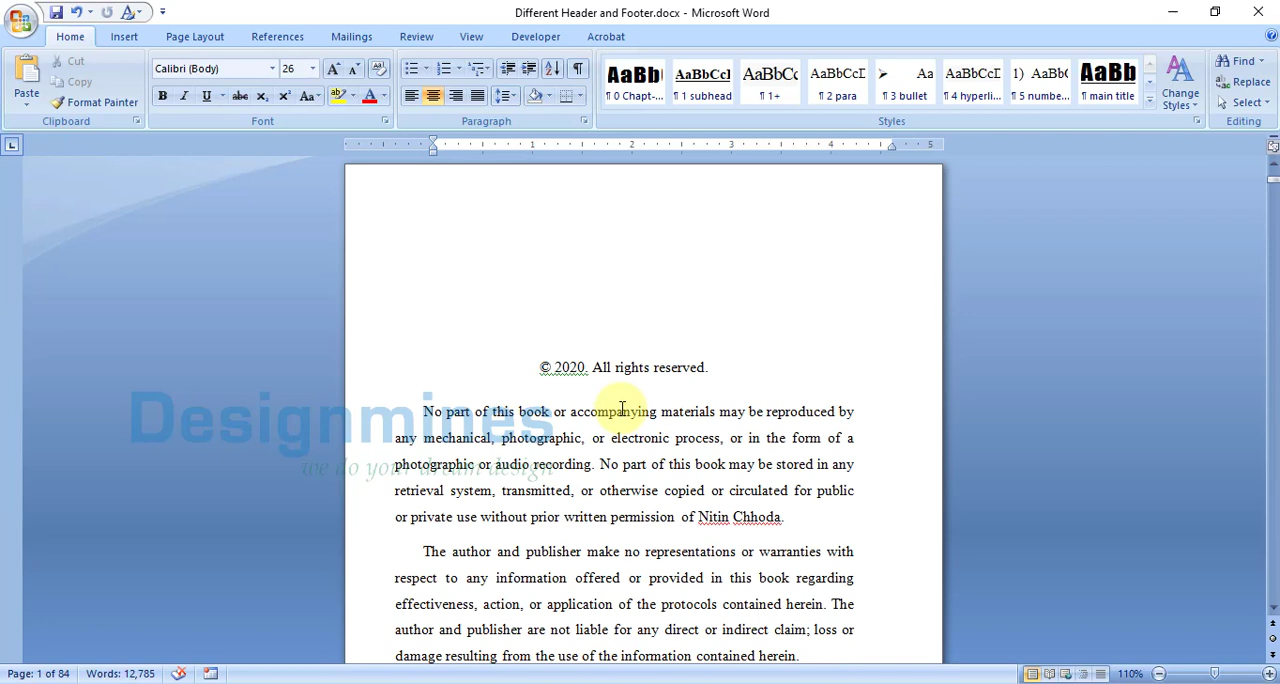 Different Header and Footer.docx - Microsoft Word
Home Insert Page Layout References Mailings Review View Developer Acrobat
Paste
Cut
Copy
Format Painter
Clipboard
Calibri (Body) 26
Font
Paragraph
AaBb AaBbCcI AaBbCc AaBbCcI Aa AaBbCcI 1) AaBb( AaBb
¶ 0 Chapt-... ¶ 1 subhead ¶ 1+ ¶ 2 para ¶ 3 bullet ¶ 4 hyperli... ¶ 5 numbe... ¶ main title
Change Styles
Styles
Find
Replace
Select
Editing
1 2 3 4 5
© 2020. All rights reserved.
No part of this book or accompanying materials may be reproduced by
any mechanical, photographic, or electronic process, or in the form of a
photographic or audio recording. No part of this book may be stored in any
retrieval system, transmitted, or otherwise copied or circulated for public
or private use without prior written permission of Nitin Chhoda.
The author and publisher make no representations or warranties with
respect to any information offered or provided in this book regarding
effectiveness, action, or application of the protocols contained herein. The
author and publisher are not liable for any direct or indirect claim; loss or
damage resulting from the use of the information contained herein.
Designmines
we do your dream design
Page: 1 of 84 Words: 12,785 110%